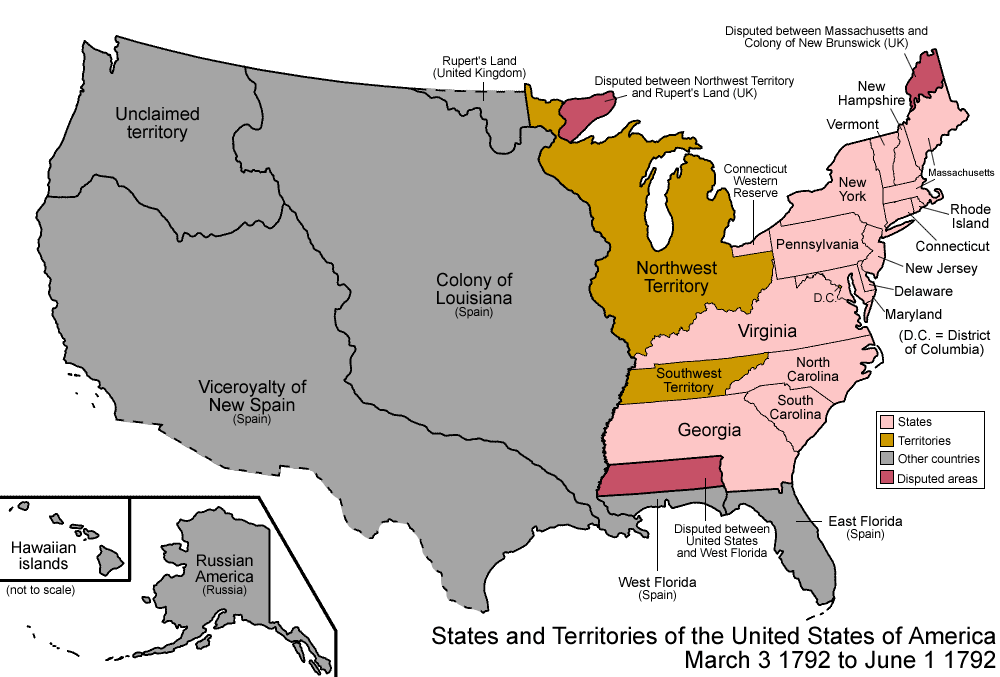 Disputed between Massachusetts and
Colony of New Brunswick (UK)
Rupert's Land
(United Kingdom)
Disputed between Northwest Territory
and Rupert's Land (UK)
New
Hampshire
Vermont
Unclaimed
territory
Connecticut
Western
Reserve
Massachusetts
New
York
Rhode
Island
Pennsylvania
Connecticut
New Jersey
Northwest
Territory
Colony of
Louisiana
(Spain)
D.C.
Delaware
Maryland
(D.C. = District
of Columbia)
Virginia
North
Carolina
Southwest
Territory
Viceroyalty of
New Spain
(Spain)
South
Carolina
Georgia
States
Territories
Other countries
Disputed areas
East Florida
(Spain)
Disputed between
United States
and West Florida
West Florida
(Spain)
Hawaiian
islands
(not to scale)
Russian
America
(Russia)
States and Territories of the United States of America
March 3 1792 to June 1 1792